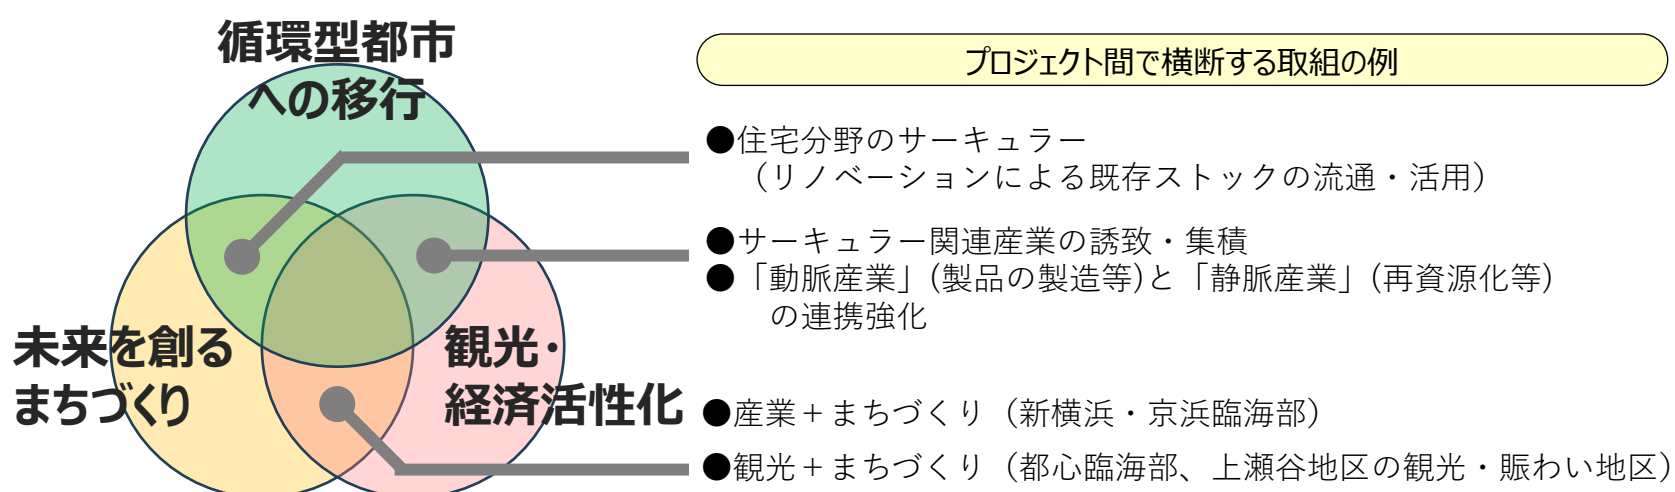 循環型都市
への移行
未来を創る
まちづくり
観光・
経済活性化
プロジェクト間で横断する取組の例
●住宅分野のサーキュラー
（リノベーションによる既存ストックの流通・活用）
●サーキュラー関連産業の誘致・集積
●「動脈産業」(製品の製造等)と「静脈産業」(再資源化等)
の連携強化
●産業＋まちづくり（新横浜・京浜臨海部）
●観光＋まちづくり（都心臨海部、上瀬谷地区の観光・賑わい地区）